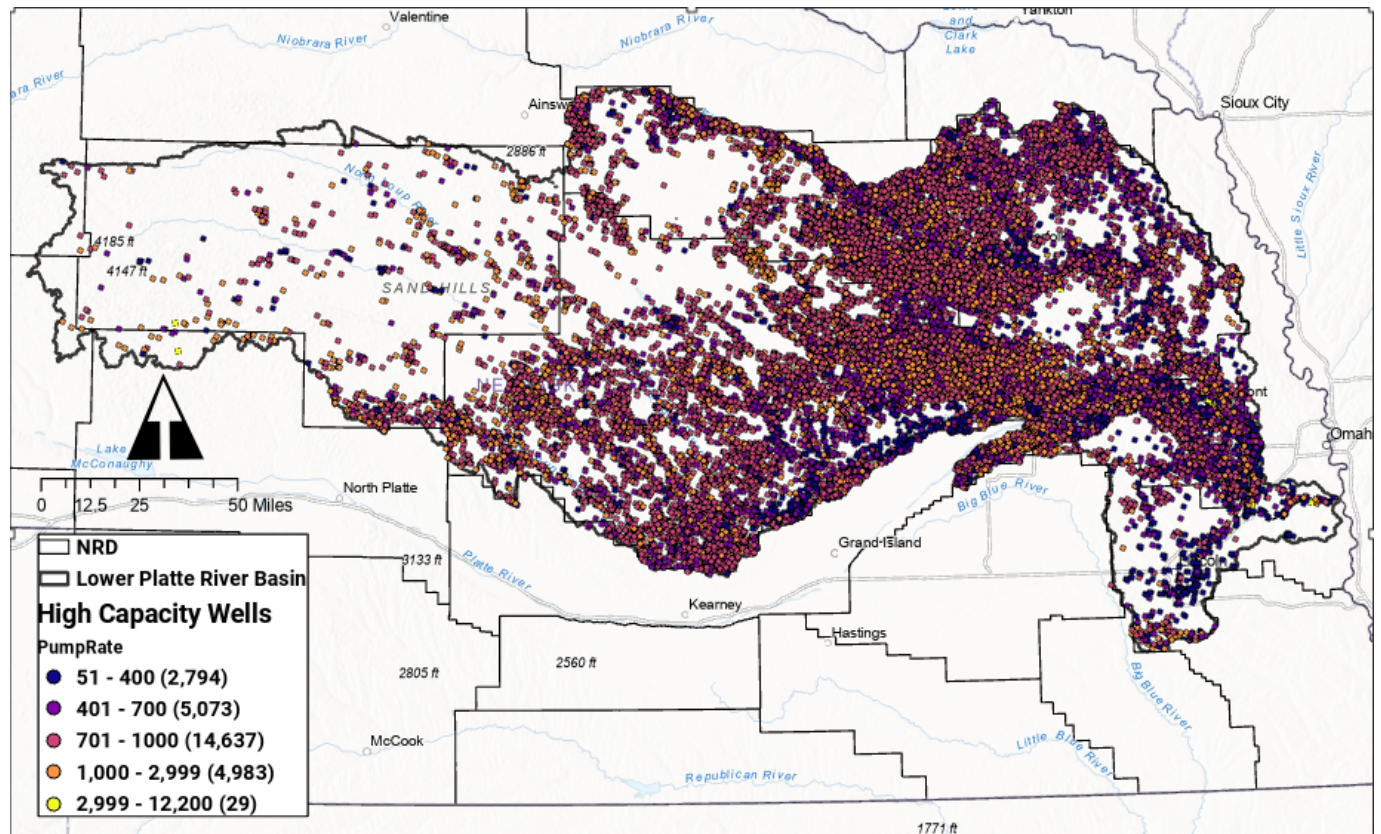 Valentine
Yankton
Lewis
and
Clark
Lake
Niobrara River
Niobrara River
Sioux City
Ainsw
2886 ft
North Loup River
Little Sioux River
4185 ft
4147 ft
SAND HILLS
Lake
McConaughy
Omah
0 12.5 25 50 Miles
North Platte
Big Blue River
Grand Island
3133 ft
Platte River
Kearney
Hastings
2805 ft
2560 ft
Big Blue River
Little Blue River
McCook
Republican River
1771 ft
NRD
Lower Platte River Basin
High Capacity Wells
PumpRate
51 - 400 (2,794)
401 - 700 (5,073)
701 - 1000 (14,637)
1,000 - 2,999 (4,983)
2,999 - 12,200 (29)